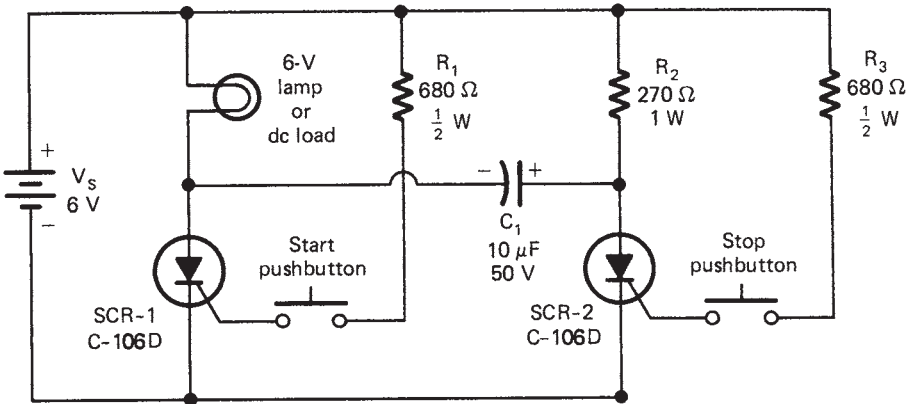 6-V
lamp
or
dc load
R₁
680 Ω
½ W
R₂
270 Ω
1 W
R₃
680 Ω
½ W
+
Vₛ
6 V
−
− +
C₁
10 μF
50 V
Start
pushbutton
SCR-1
C-106D
Stop
pushbutton
SCR-2
C-106D